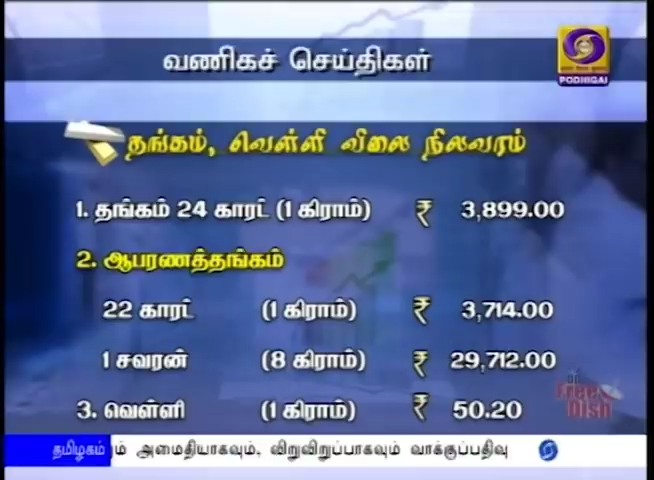 வணிகச் செய்திகள்
PODHIGAI
தங்கம், வெள்ளி விலை நிலவரம்
1. தங்கம் 24 காரட் (1 கிராம்) ₹ 3,899.00
2. ஆபரணத்தங்கம்
22 காரட் (1 கிராம்) ₹ 3,714.00
1 சவரன் (8 கிராம்) ₹ 29,712.00
3. வெள்ளி (1 கிராம்) ₹ 50.20
DD Free Dish
தமிழகம் அமைதியாகவும், விறுவிறுப்பாகவும் வாக்குப்பதிவு